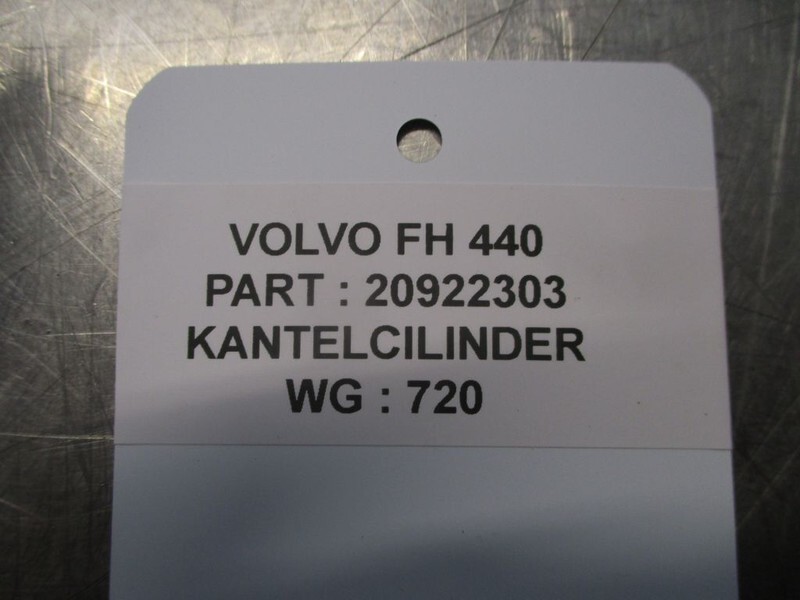 VOLVO FH 440
PART : 20922303
KANTELCILINDER
WG : 720